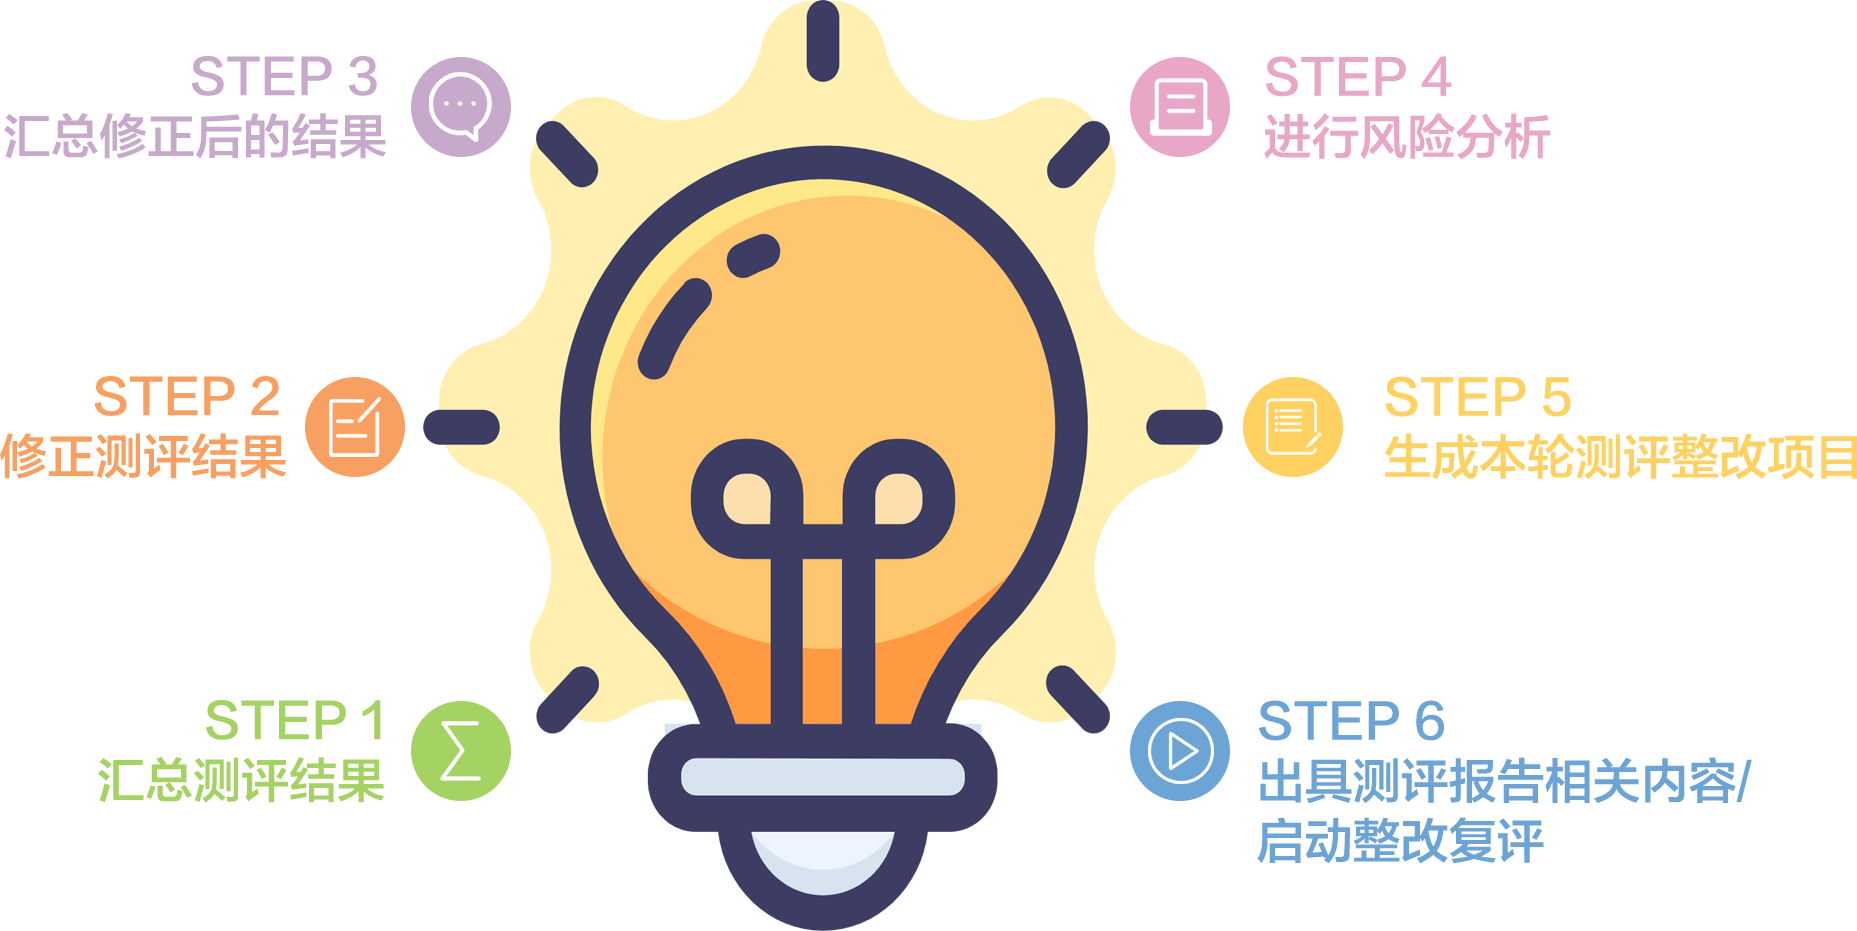 STEP 3
汇总修正后的结果
STEP 4
进行风险分析
STEP 2
修正测评结果
STEP 5
生成本轮测评整改项目
STEP 1
汇总测评结果
STEP 6
出具测评报告相关内容/
启动整改复评